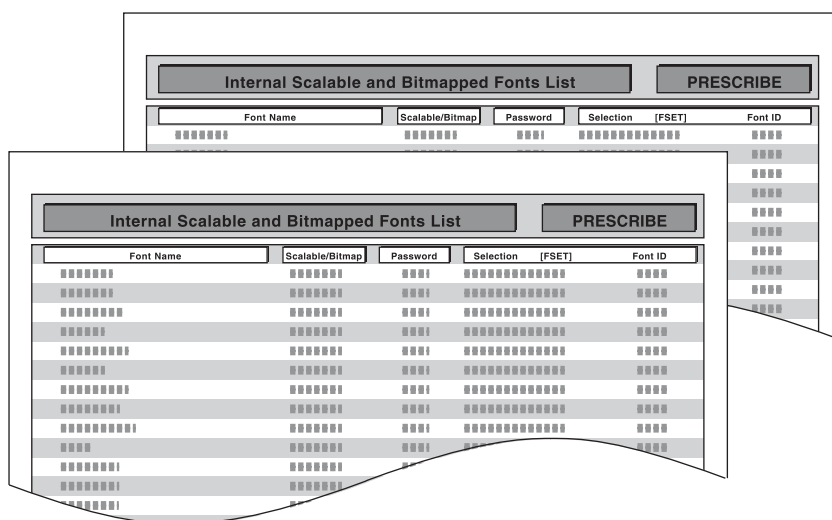 Internal Scalable and Bitmapped Fonts List PRESCRIBE
Font Name Scalable/Bitmap Password Selection [FSET] Font ID
Internal Scalable and Bitmapped Fonts List PRESCRIBE
Font Name Scalable/Bitmap Password Selection [FSET] Font ID